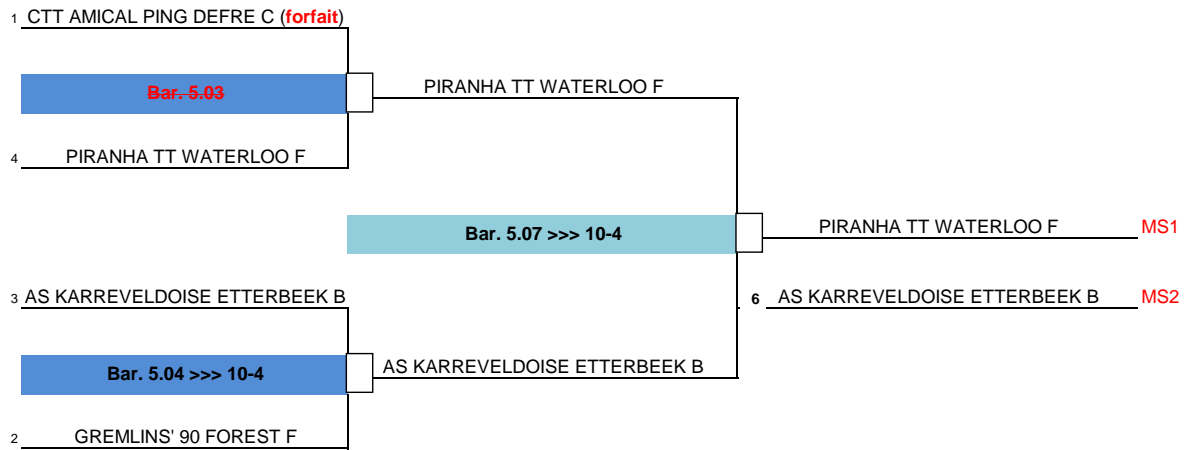 1 CTT AMICAL PING DEFRE C (forfait)
Bar. 5.03
PIRANHA TT WATERLOO F
4 PIRANHA TT WATERLOO F
Bar. 5.07 >>> 10-4
PIRANHA TT WATERLOO F MS1
3 AS KARREVELDOISE ETTERBEEK B
6 AS KARREVELDOISE ETTERBEEK B MS2
Bar. 5.04 >>> 10-4
AS KARREVELDOISE ETTERBEEK B
2 GREMLINS' 90 FOREST F